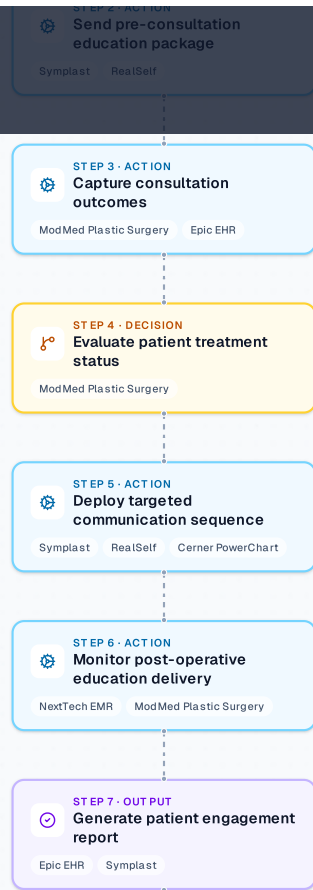 STEP 2 · ACTION
Send pre-consultation
education package
Symplast RealSelf
STEP 3 · ACTION
Capture consultation
outcomes
ModMed Plastic Surgery Epic EHR
STEP 4 · DECISION
Evaluate patient treatment
status
ModMed Plastic Surgery
STEP 5 · ACTION
Deploy targeted
communication sequence
Symplast RealSelf Cerner PowerChart
STEP 6 · ACTION
Monitor post-operative
education delivery
NextTech EMR ModMed Plastic Surgery
STEP 7 · OUTPUT
Generate patient engagement
report
Epic EHR Symplast